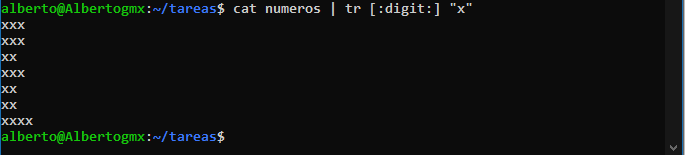 alberto@Albertogmx:~/tareas$ cat numeros | tr [:digit:] "x"
xxx
xxx
xx
xxx
xx
xx
xxxx
alberto@Albertogmx:~/tareas$